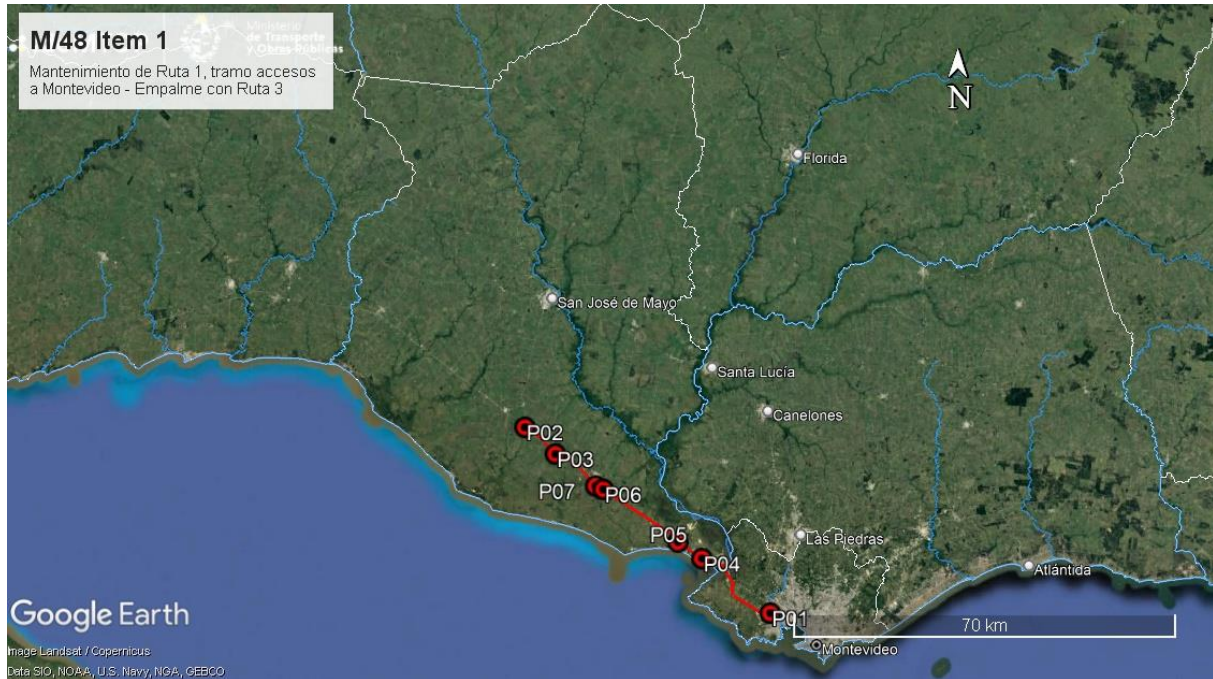 M/48 Item 1
Mantenimiento de Ruta 1, tramo accesos
a Montevideo - Empalme con Ruta 3
Ministerio
de Transporte
y Obras Públicas
N
Florida
San José de Mayo
Santa Lucía
Canelones
P02
P03
P07
P06
P05
Las Piedras
P04
Atlántida
P01
70 km
Montevideo
Google Earth
Image Landsat / Copernicus
Data SIO, NOAA, U.S. Navy, NGA, GEBCO